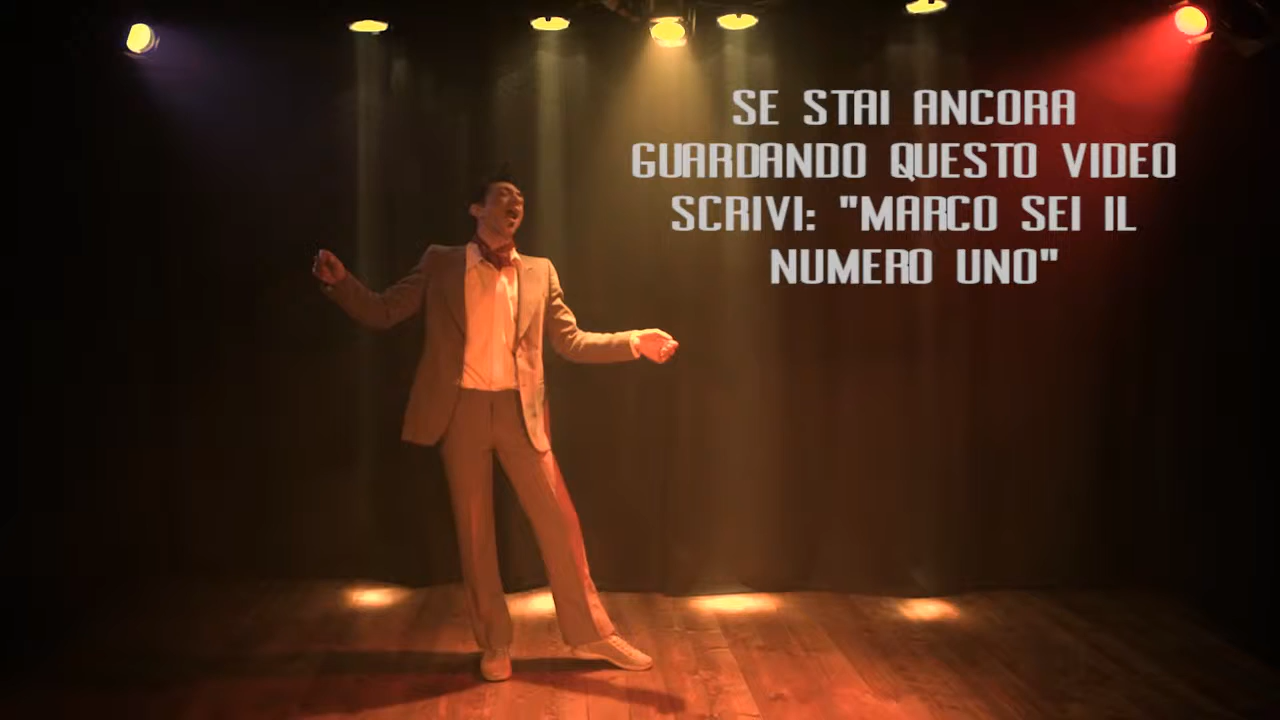 SE STAI ANCORA
GUARDANDO QUESTO VIDEO
SCRIVI: "MARCO SEI IL
NUMERO UNO"